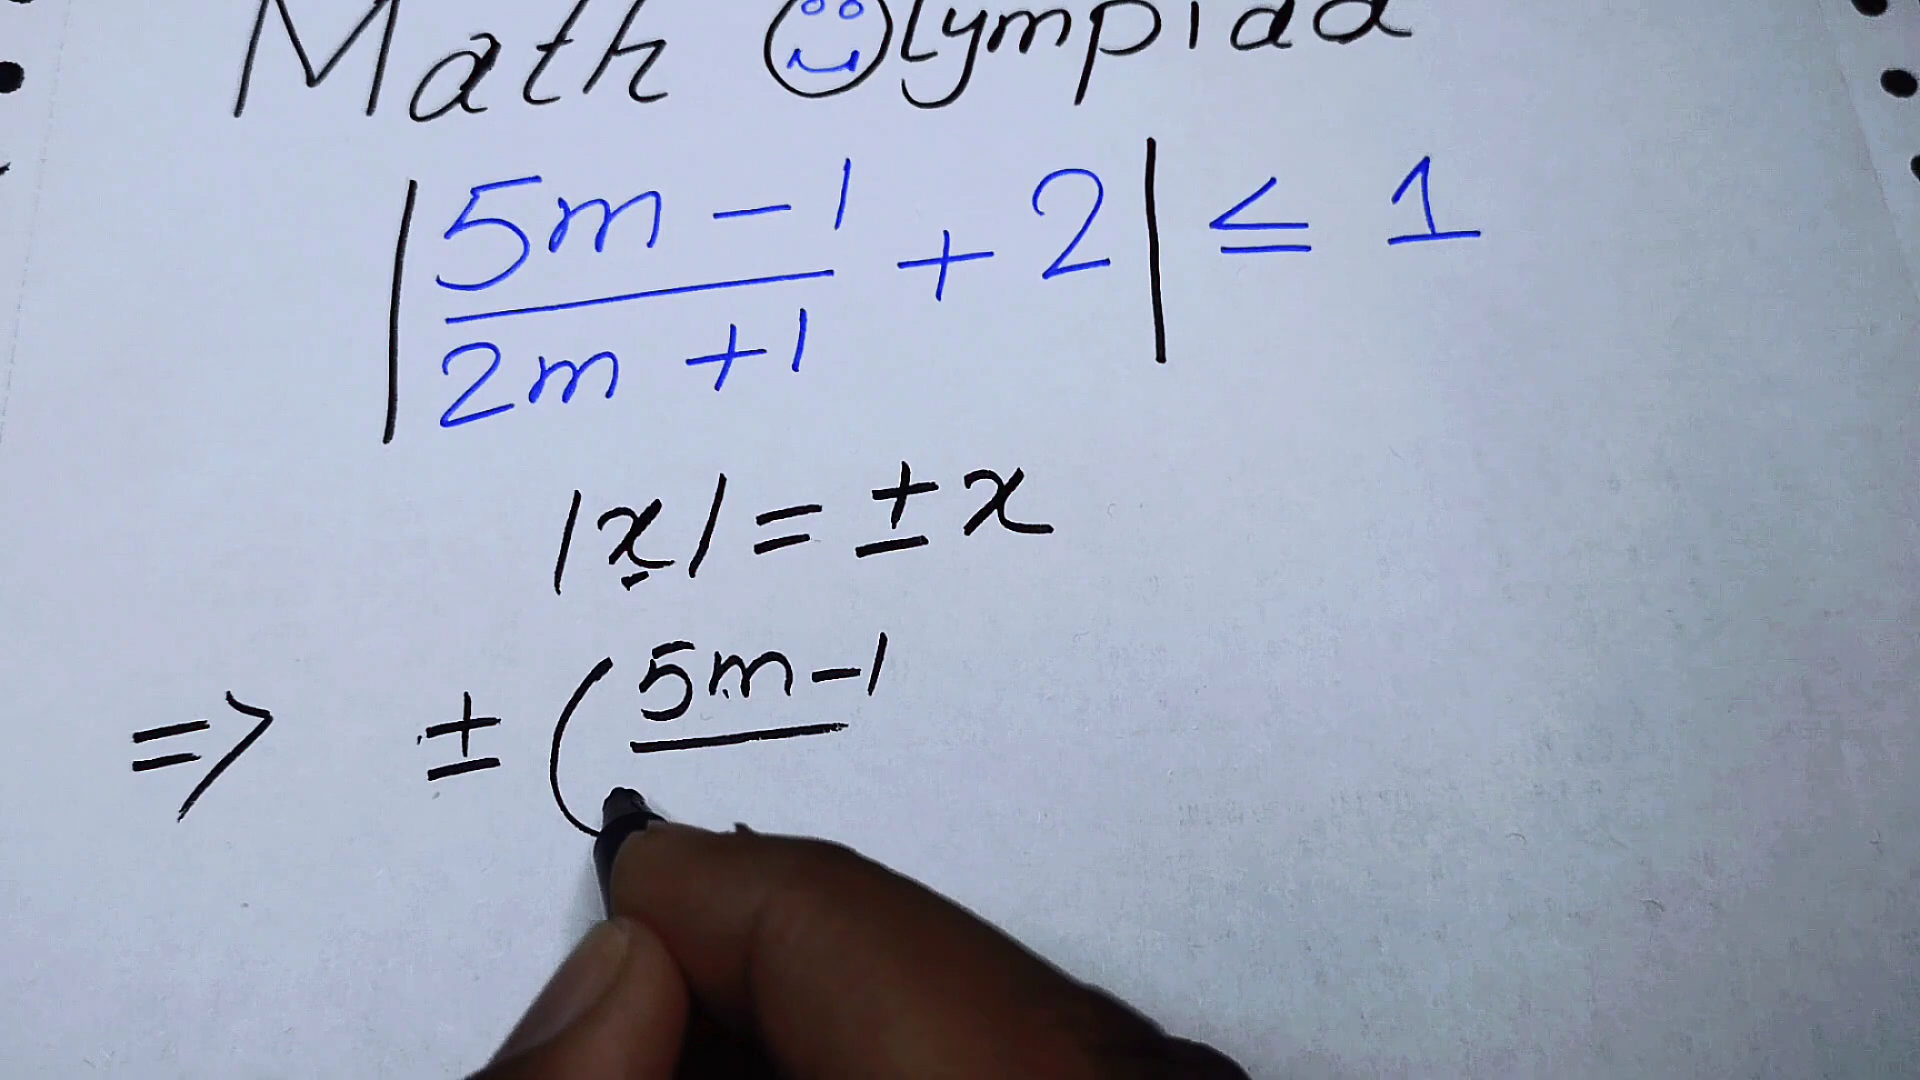 Math Olympiad
| (5m - 1)/(2m + 1) + 2 | ≤ 1
|x| = ± x
=> ± ( 5m - 1